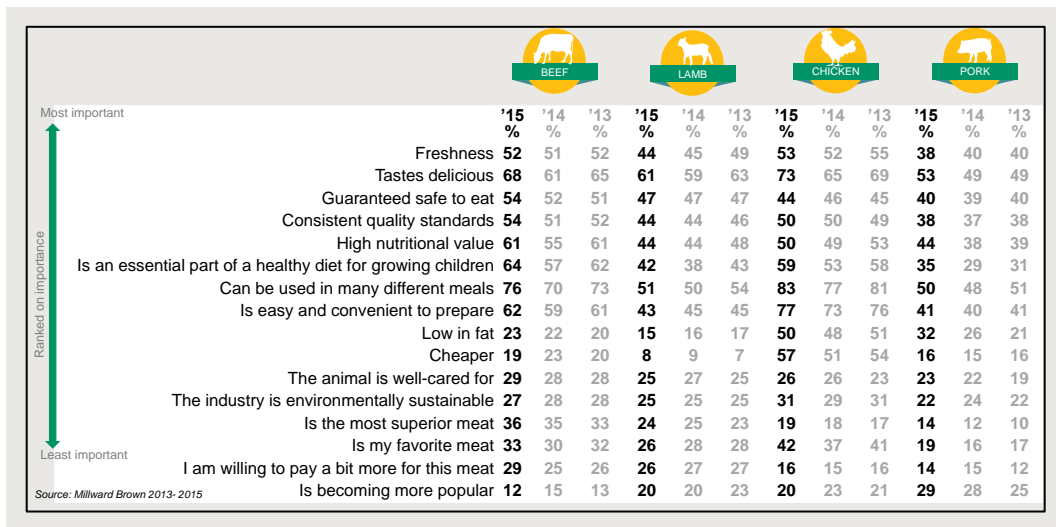 BEEF LAMB CHICKEN PORK
Most important
’15 ’14 ’13 ’15 ’14 ’13 ’15 ’14 ’13 ’15 ’14 ’13
% % % % % % % % % % % %
Freshness 52 51 52 44 45 49 53 52 55 38 40 40
Tastes delicious 68 61 65 61 59 63 73 65 69 53 49 49
Guaranteed safe to eat 54 52 51 47 47 47 44 46 45 40 39 40
Consistent quality standards 54 51 52 44 44 46 50 50 49 38 37 38
High nutritional value 61 55 61 44 44 48 50 49 53 44 38 39
Is an essential part of a healthy diet for growing children 64 57 62 42 38 43 59 53 58 35 29 31
Can be used in many different meals 76 70 73 51 50 54 83 77 81 50 48 51
Is easy and convenient to prepare 62 59 61 43 45 45 77 73 76 41 40 41
Low in fat 23 22 20 15 16 17 50 48 51 32 26 21
Cheaper 19 23 20 8 9 7 57 51 54 16 15 16
The animal is well-cared for 29 28 28 25 27 25 26 26 23 23 22 19
The industry is environmentally sustainable 27 28 28 25 25 25 31 29 31 22 24 22
Is the most superior meat 36 35 33 24 25 23 19 18 17 14 12 10
Is my favorite meat 33 30 32 26 28 28 42 37 41 19 16 17
I am willing to pay a bit more for this meat 29 25 26 26 27 27 16 15 16 14 15 12
Is becoming more popular 12 15 13 20 20 23 20 23 21 29 28 25
Ranked on importance
Least important
Source: Millward Brown 2013- 2015